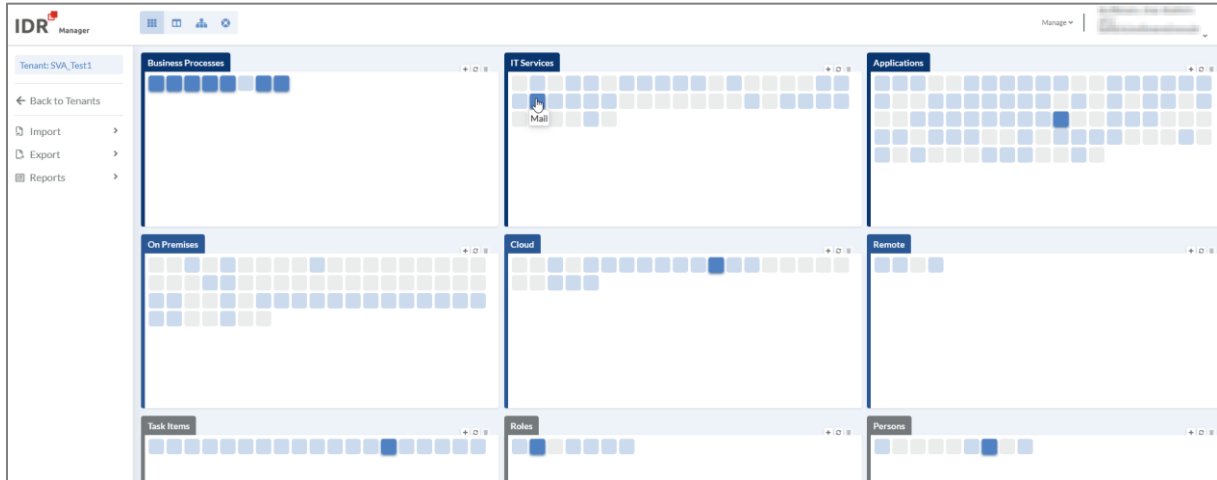 IDR Manager
Manage
Tenant: SVA_Test1
Back to Tenants
Import
Export
Reports
Business Processes
IT Services
Applications
Mail
On Premises
Cloud
Remote
Task Items
Roles
Persons